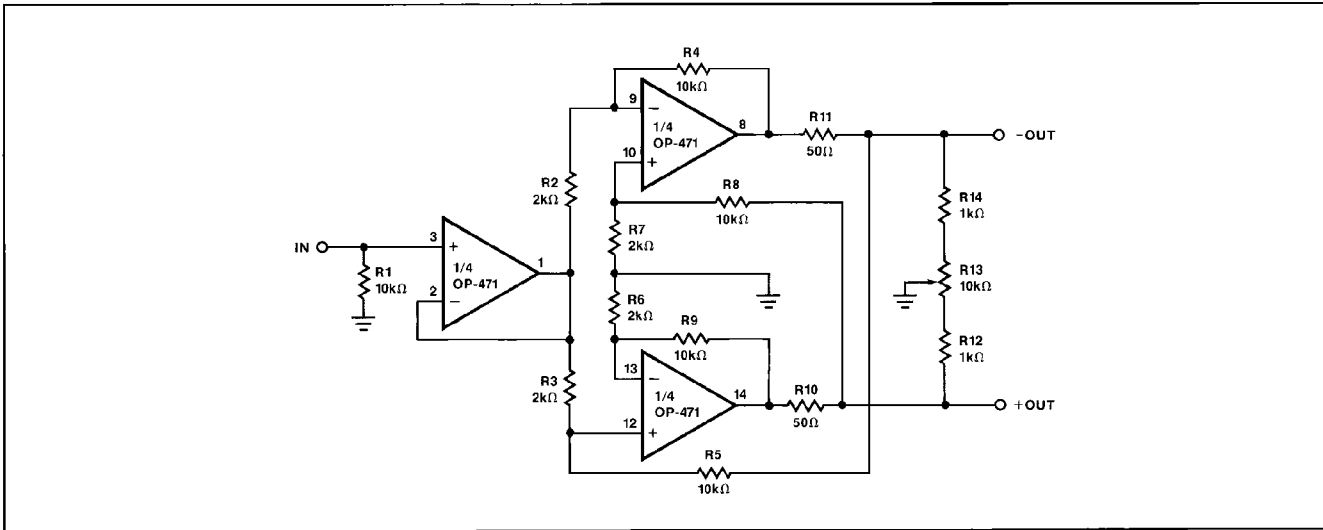 R4
10kΩ
9
−
1/4
OP-471
8
10
+
R11
50Ω
−OUT
R2
2kΩ
R8
10kΩ
R14
1kΩ
R7
2kΩ
IN
3
+
1/4
OP-471
1
2
−
R1
10kΩ
R13
10kΩ
R6
2kΩ
R9
10kΩ
R12
1kΩ
R3
2kΩ
13
−
1/4
OP-471
14
12
+
R10
50Ω
+OUT
R5
10kΩ